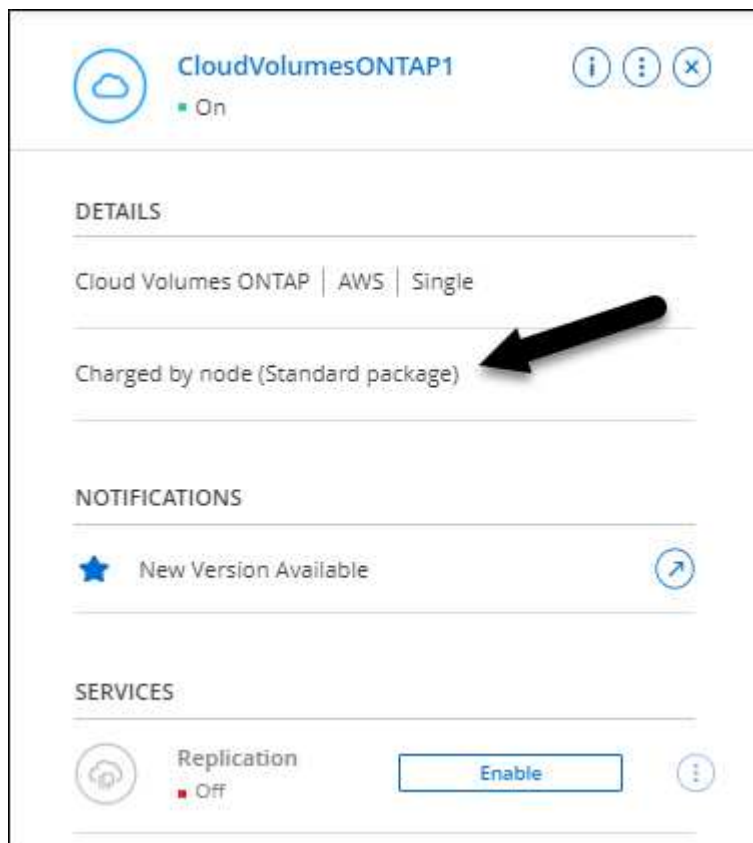 CloudVolumesONTAP1
On
DETAILS
Cloud Volumes ONTAP | AWS | Single
Charged by node (Standard package)
NOTIFICATIONS
New Version Available
SERVICES
Replication
Enable
Off